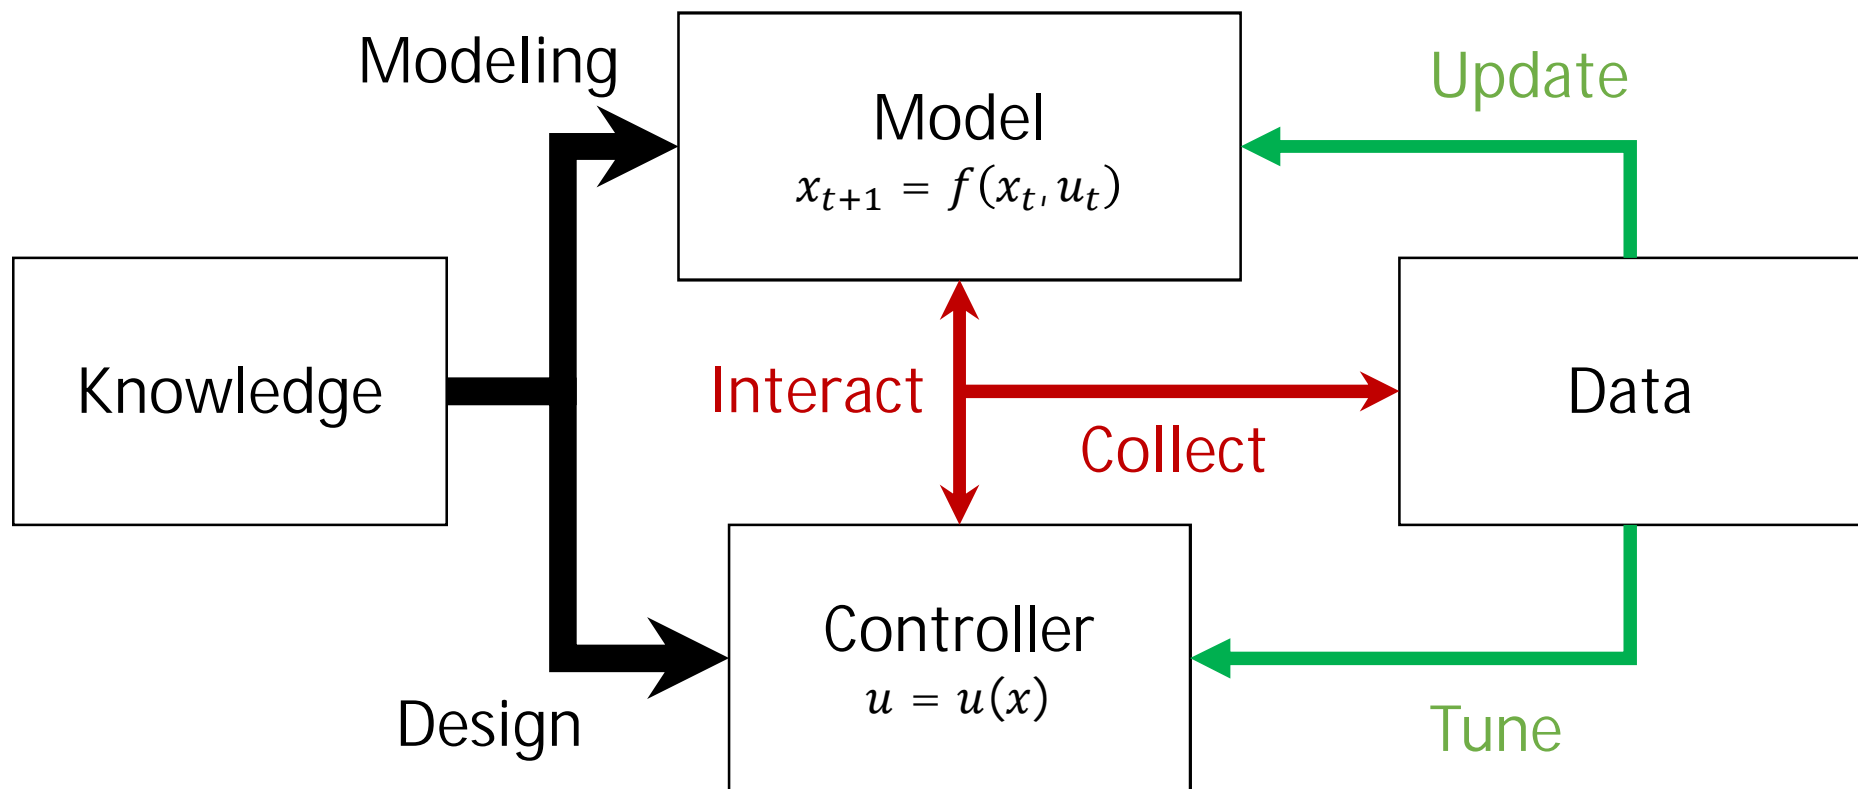 Modeling
Model
x_{t+1} = f(x_t, u_t)
Update
Knowledge
Interact
Collect
Data
Controller
u = u(x)
Design
Tune